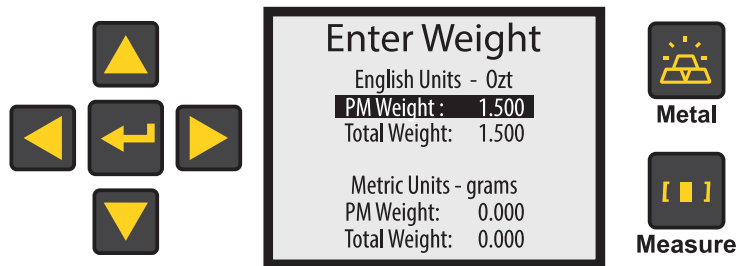 Enter Weight
English Units - Ozt
PM Weight: 1.500
Total Weight: 1.500
Metric Units - grams
PM Weight: 0.000
Total Weight: 0.000
Metal
[ ]
Measure